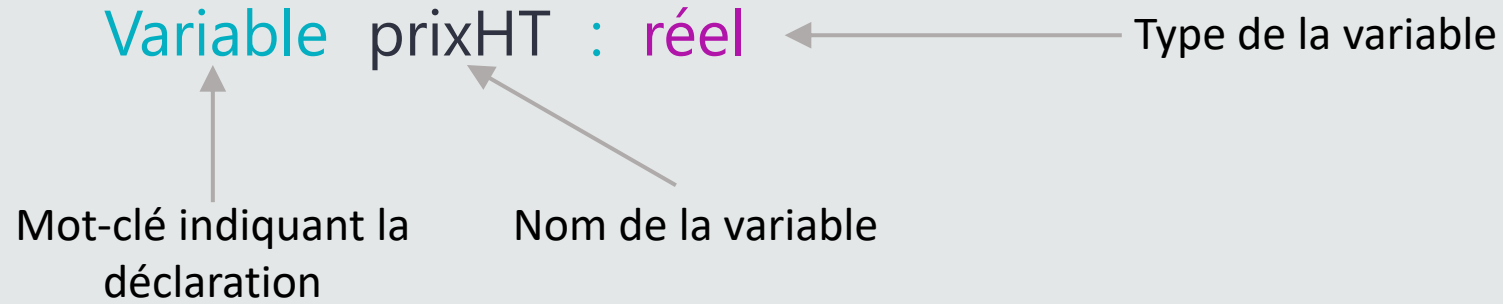 Variable prixHT : réel
Type de la variable
Mot-clé indiquant la
déclaration
Nom de la variable